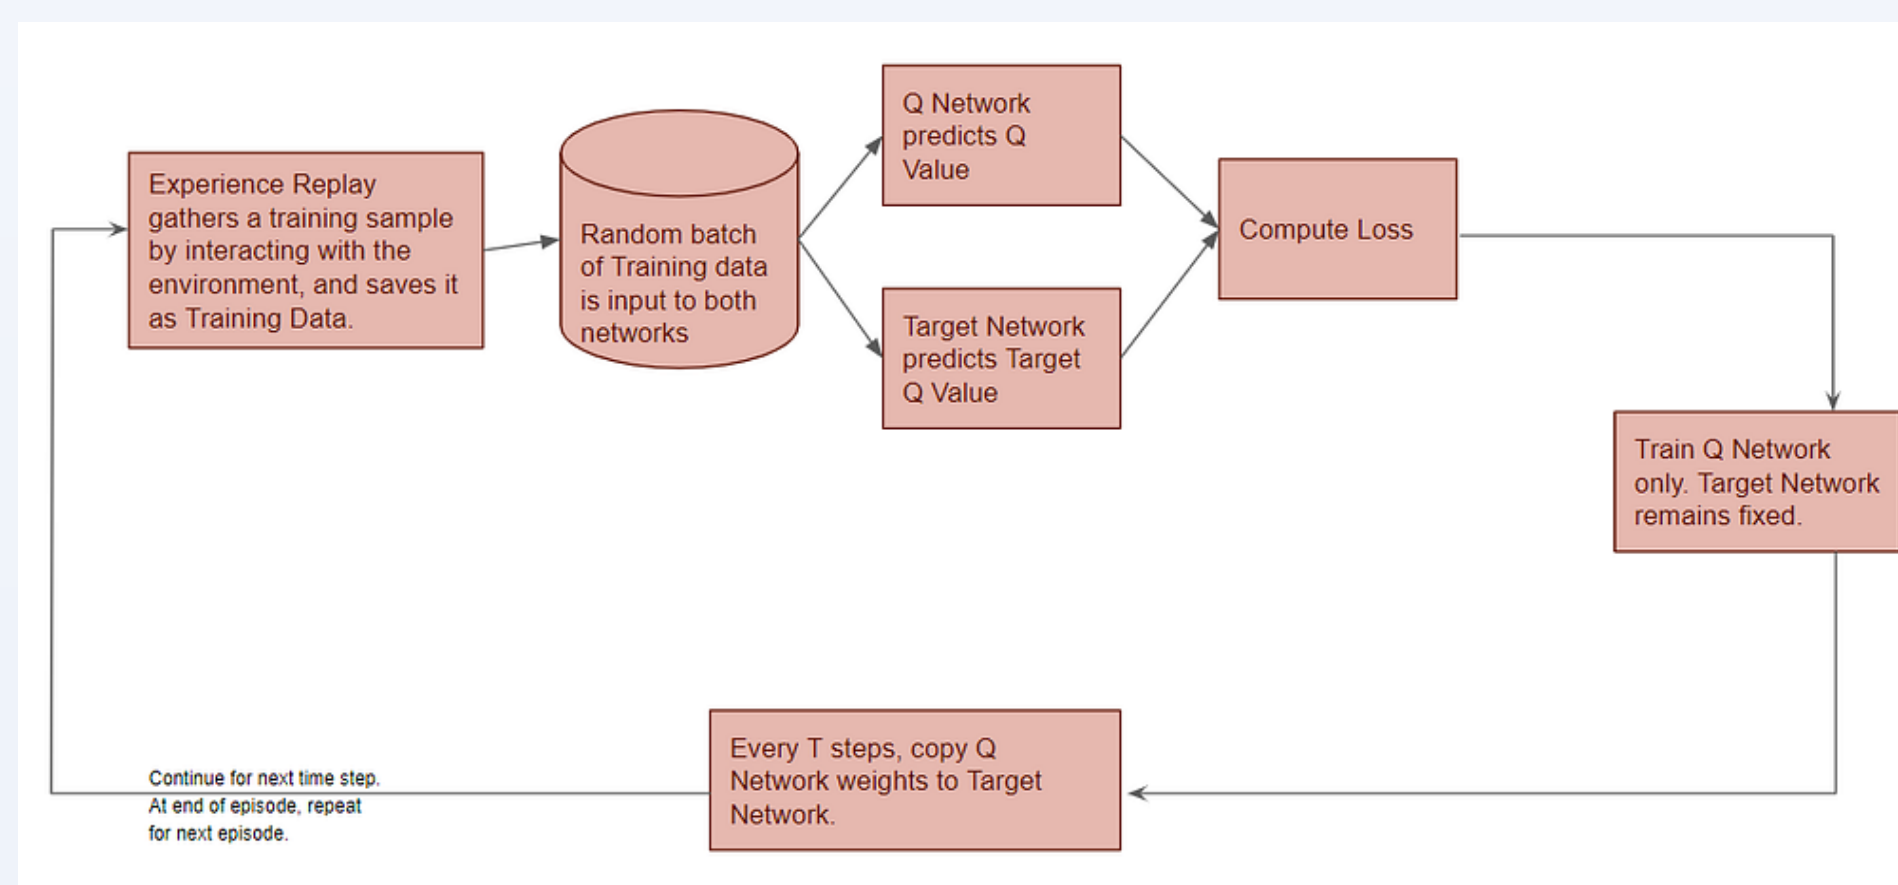 Experience Replay
gathers a training sample
by interacting with the
environment, and saves it
as Training Data.
Random batch
of Training data
is input to both
networks
Q Network
predicts Q
Value
Target Network
predicts Target
Q Value
Compute Loss
Train Q Network
only. Target Network
remains fixed.
Every T steps, copy Q
Network weights to Target
Network.
Continue for next time step.
At end of episode, repeat
for next episode.